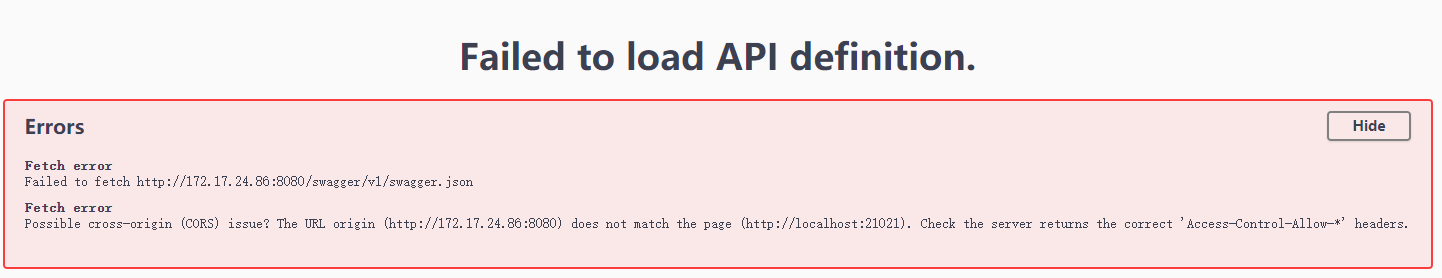 Failed to load API definition.
Errors
Hide
Fetch error
Failed to fetch http://172.17.24.86:8080/swagger/v1/swagger.json
Fetch error
Possible cross-origin (CORS) issue? The URL origin (http://172.17.24.86:8080) does not match the page (http://localhost:21021). Check the server returns the correct 'Access-Control-Allow-*' headers.